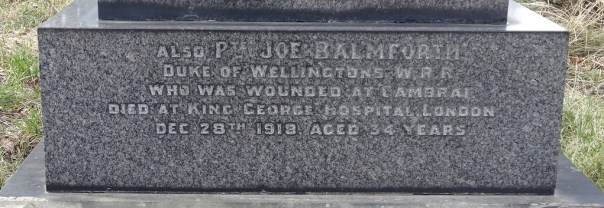 ALSO PTE JOE BALMFORTH
DUKE OF WELLINGTONS W.R.R
WHO WAS WOUNDED AT CAMBRAI
DIED AT KING GEORGE HOSPITAL, LONDON
DEC 28TH 1918 AGED 34 YEARS